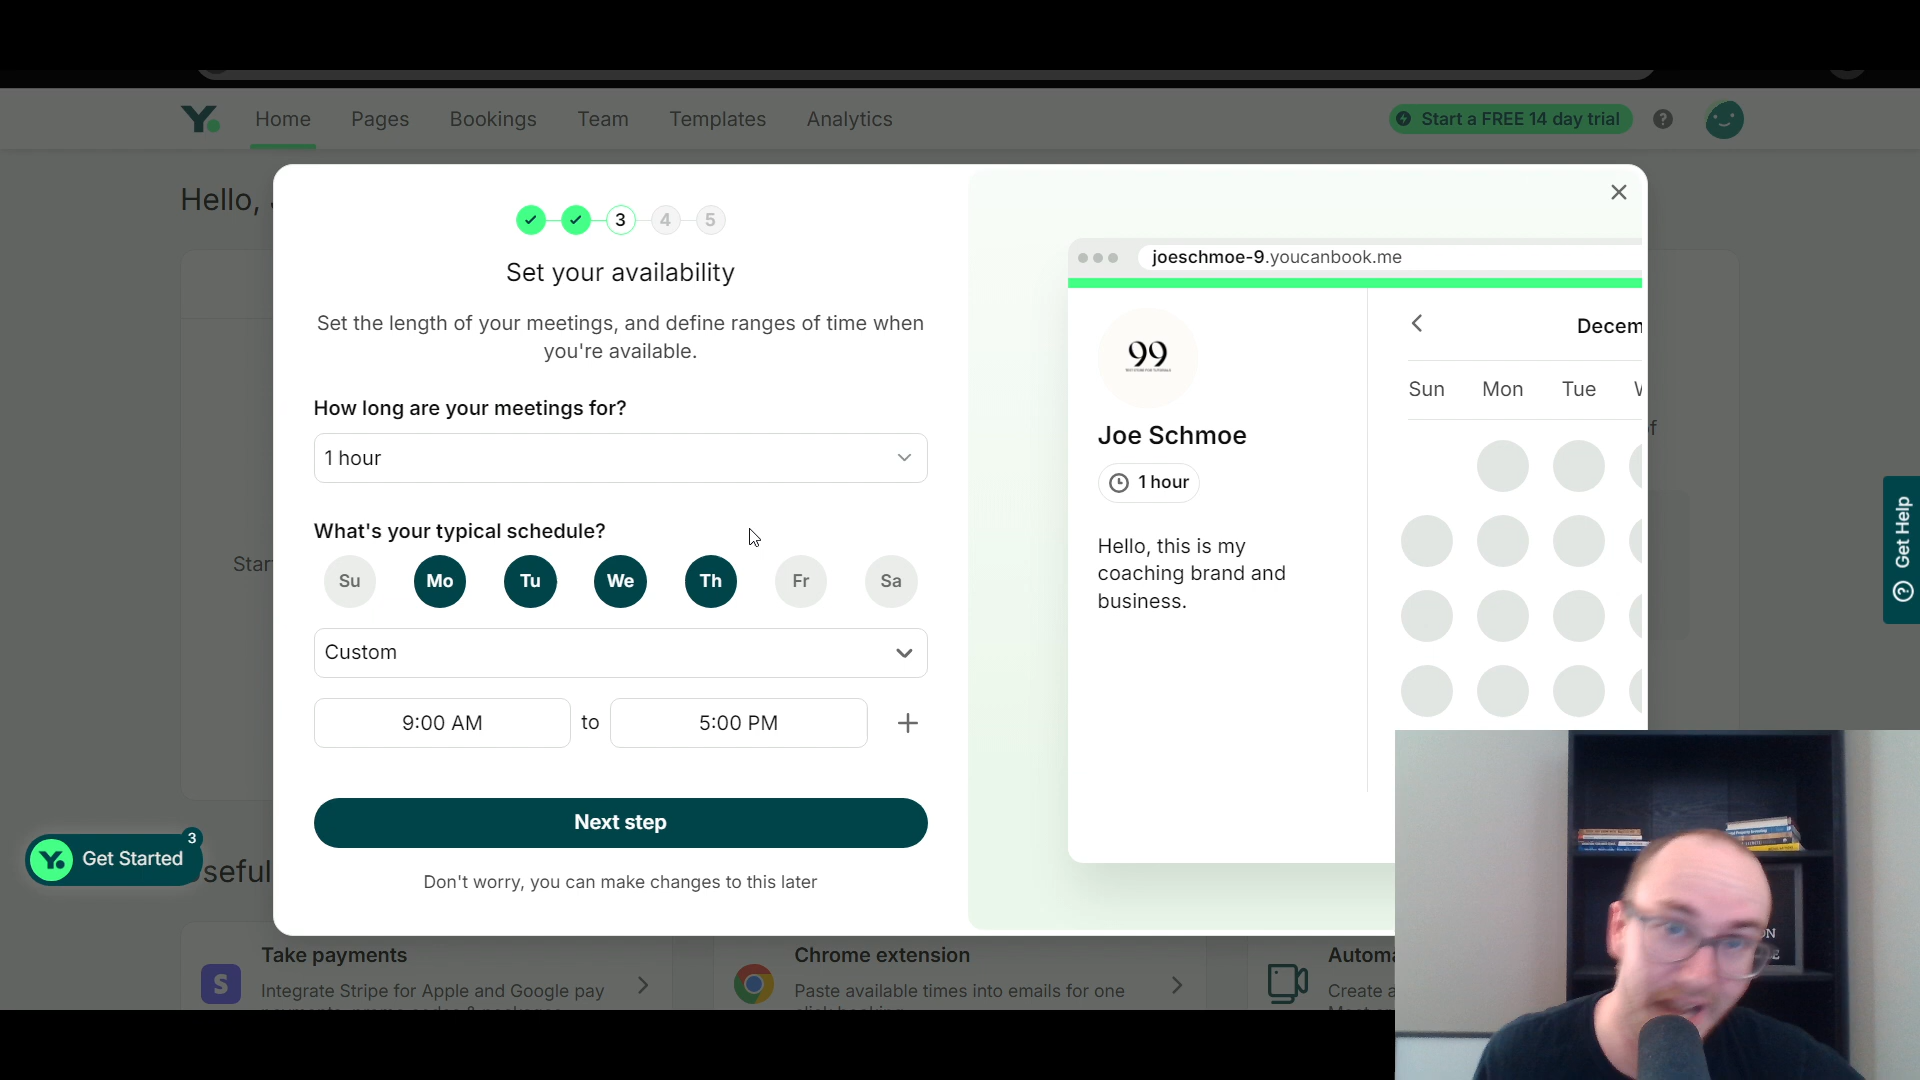 Home
Pages
Bookings
Team
Templates
Analytics
Start a FREE 14 day trial
?
Hello,
3
4
5
Set your availability
Set the length of your meetings, and define ranges of time when
you're available.
How long are your meetings for?
1 hour
What's your typical schedule?
Su
Mo
Tu
We
Th
Fr
Sa
Custom
9:00 AM
to
5:00 PM
Next step
Don't worry, you can make changes to this later
joeschmoe-9.youcanbook.me
99
Joe Schmoe
1 hour
Hello, this is my
coaching brand and
business.
Decem
Sun
Mon
Tue
Get Help
Star
Get Started
3
seful
Take payments
Integrate Stripe for Apple and Google pay
Chrome extension
Paste available times into emails for one
Automa
Create a